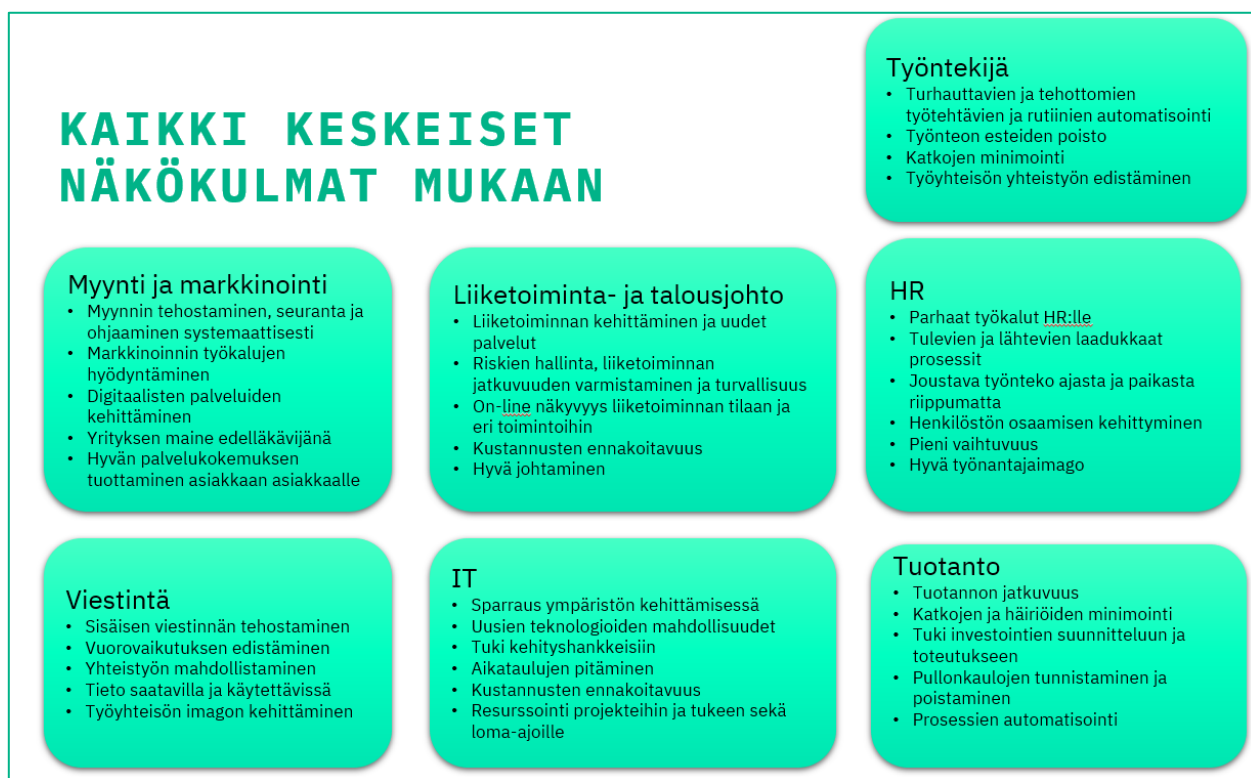 KAIKKI KESKEISET
NÄKÖKULMAT MUKAAN
Työntekijä
• Turhauttavien ja tehottomien
työtehtävien ja rutiinien automatisointi
• Työnteon esteiden poisto
• Katkojen minimointi
• Työyhteisön yhteistyön edistäminen
Myynti ja markkinointi
• Myynnin tehostaminen, seuranta ja
ohjaaminen systemaattisesti
• Markkinoinnin työkalujen
hyödyntäminen
• Digitaalisten palveluiden
kehittäminen
• Yrityksen maine edelläkävijänä
• Hyvän palvelukokemuksen
tuottaminen asiakkaan asiakkaalle
Liiketoiminta- ja talousjohto
• Liiketoiminnan kehittäminen ja uudet
palvelut
• Riskien hallinta, liiketoiminnan
jatkuvuuden varmistaminen ja turvallisuus
• On-line näkyvyys liiketoiminnan tilaan ja
eri toimintoihin
• Kustannusten ennakoitavuus
• Hyvä johtaminen
HR
• Parhaat työkalut HR:lle
• Tulevien ja lähtevien laadukkaat
prosessit
• Joustava työnteko ajasta ja paikasta
riippumatta
• Henkilöstön osaamisen kehittyminen
• Pieni vaihtuvuus
• Hyvä työnantajaimago
Viestintä
• Sisäisen viestinnän tehostaminen
• Vuorovaikutuksen edistäminen
• Yhteistyön mahdollistaminen
• Tieto saatavilla ja käytettävissä
• Työyhteisön imagon kehittäminen
IT
• Sparraus ympäristön kehittämisessä
• Uusien teknologioiden mahdollisuudet
• Tuki kehityshankkeisiin
• Aikataulujen pitäminen
• Kustannusten ennakoitavuus
• Resurssointi projekteihin ja tukeen sekä
loma-ajoille
Tuotanto
• Tuotannon jatkuvuus
• Katkojen ja häiriöiden minimointi
• Tuki investointien suunnitteluun ja
toteutukseen
• Pullonkaulojen tunnistaminen ja
poistaminen
• Prosessien automatisointi